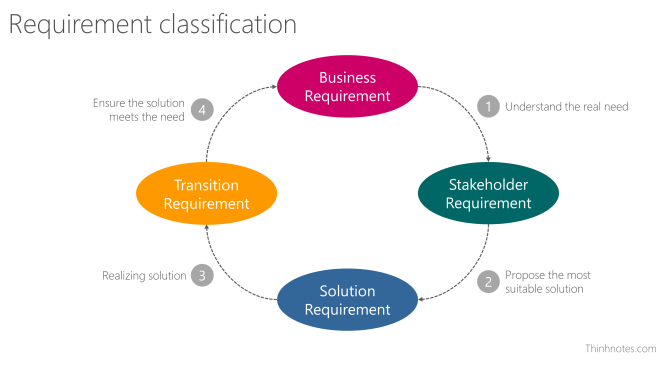 Requirement classification
Business
Requirement
1
Understand the real need
Stakeholder
Requirement
2
Propose the most
suitable solution
Solution
Requirement
3
Realizing solution
Transition
Requirement
4
Ensure the solution
meets the need
Thinhnotes.com